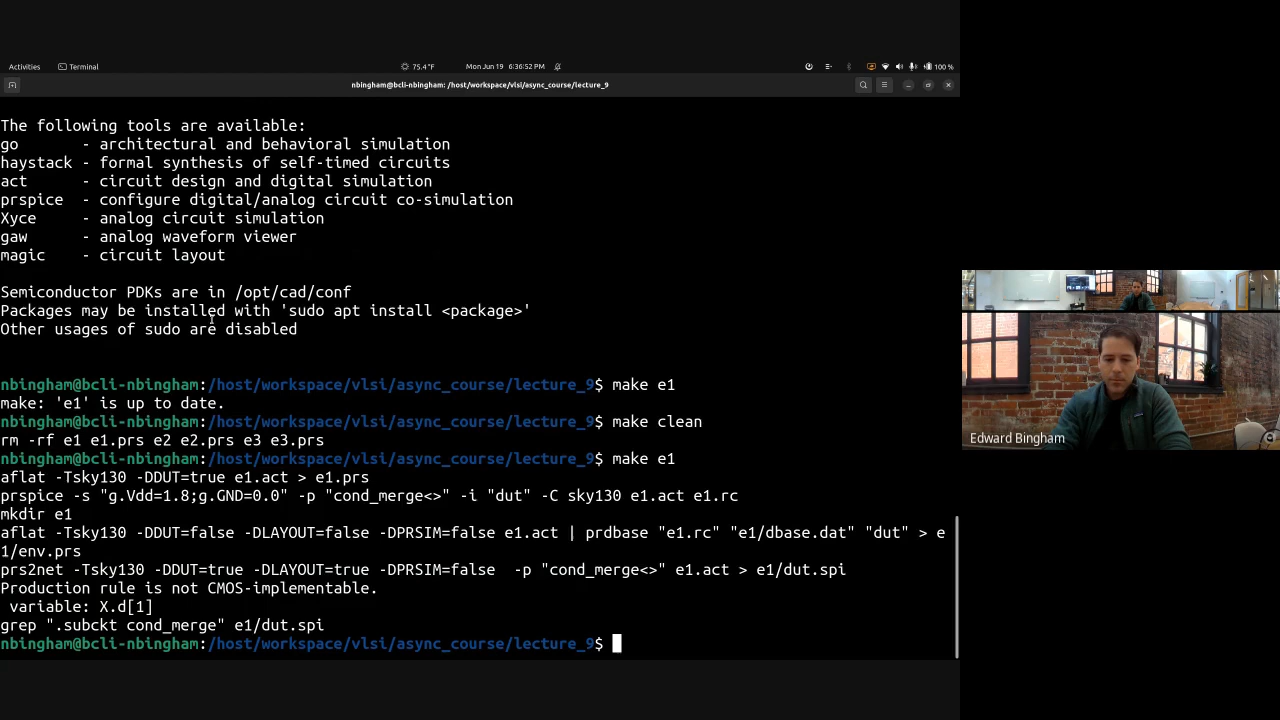 Activities Terminal 75.4 °F Mon Jun 19 6:36:52 PM 100 %
nbingham@bcli-nbingham: /host/workspace/vlsi/async_course/lecture_9
The following tools are available:
go - architectural and behavioral simulation
haystack - formal synthesis of self-timed circuits
act - circuit design and digital simulation
prspice - configure digital/analog circuit co-simulation
Xyce - analog circuit simulation
gaw - analog waveform viewer
magic - circuit layout
Semiconductor PDKs are in /opt/cad/conf
Packages may be installed with 'sudo apt install <package>'
Other usages of sudo are disabled
nbingham@bcli-nbingham:/host/workspace/vlsi/async_course/lecture_9$ make e1
make: 'e1' is up to date.
nbingham@bcli-nbingham:/host/workspace/vlsi/async_course/lecture_9$ make clean
rm -rf e1 e1.prs e2 e2.prs e3 e3.prs
nbingham@bcli-nbingham:/host/workspace/vlsi/async_course/lecture_9$ make e1
aflat -Tsky130 -DDUT=true e1.act > e1.prs
prspice -s "g.Vdd=1.8;g.GND=0.0" -p "cond_merge<>" -i "dut" -C sky130 e1.act e1.rc
mkdir e1
aflat -Tsky130 -DDUT=false -DLAYOUT=false -DPRSIM=false e1.act | prdbase "e1.rc" "e1/dbase.dat" "dut" > e
1/env.prs
prs2net -Tsky130 -DDUT=true -DLAYOUT=true -DPRSIM=false  -p "cond_merge<>" e1.act > e1/dut.spi
Production rule is not CMOS-implementable.
 variable: X.d[1]
grep ".subckt cond_merge" e1/dut.spi
nbingham@bcli-nbingham:/host/workspace/vlsi/async_course/lecture_9$
Edward Bingham